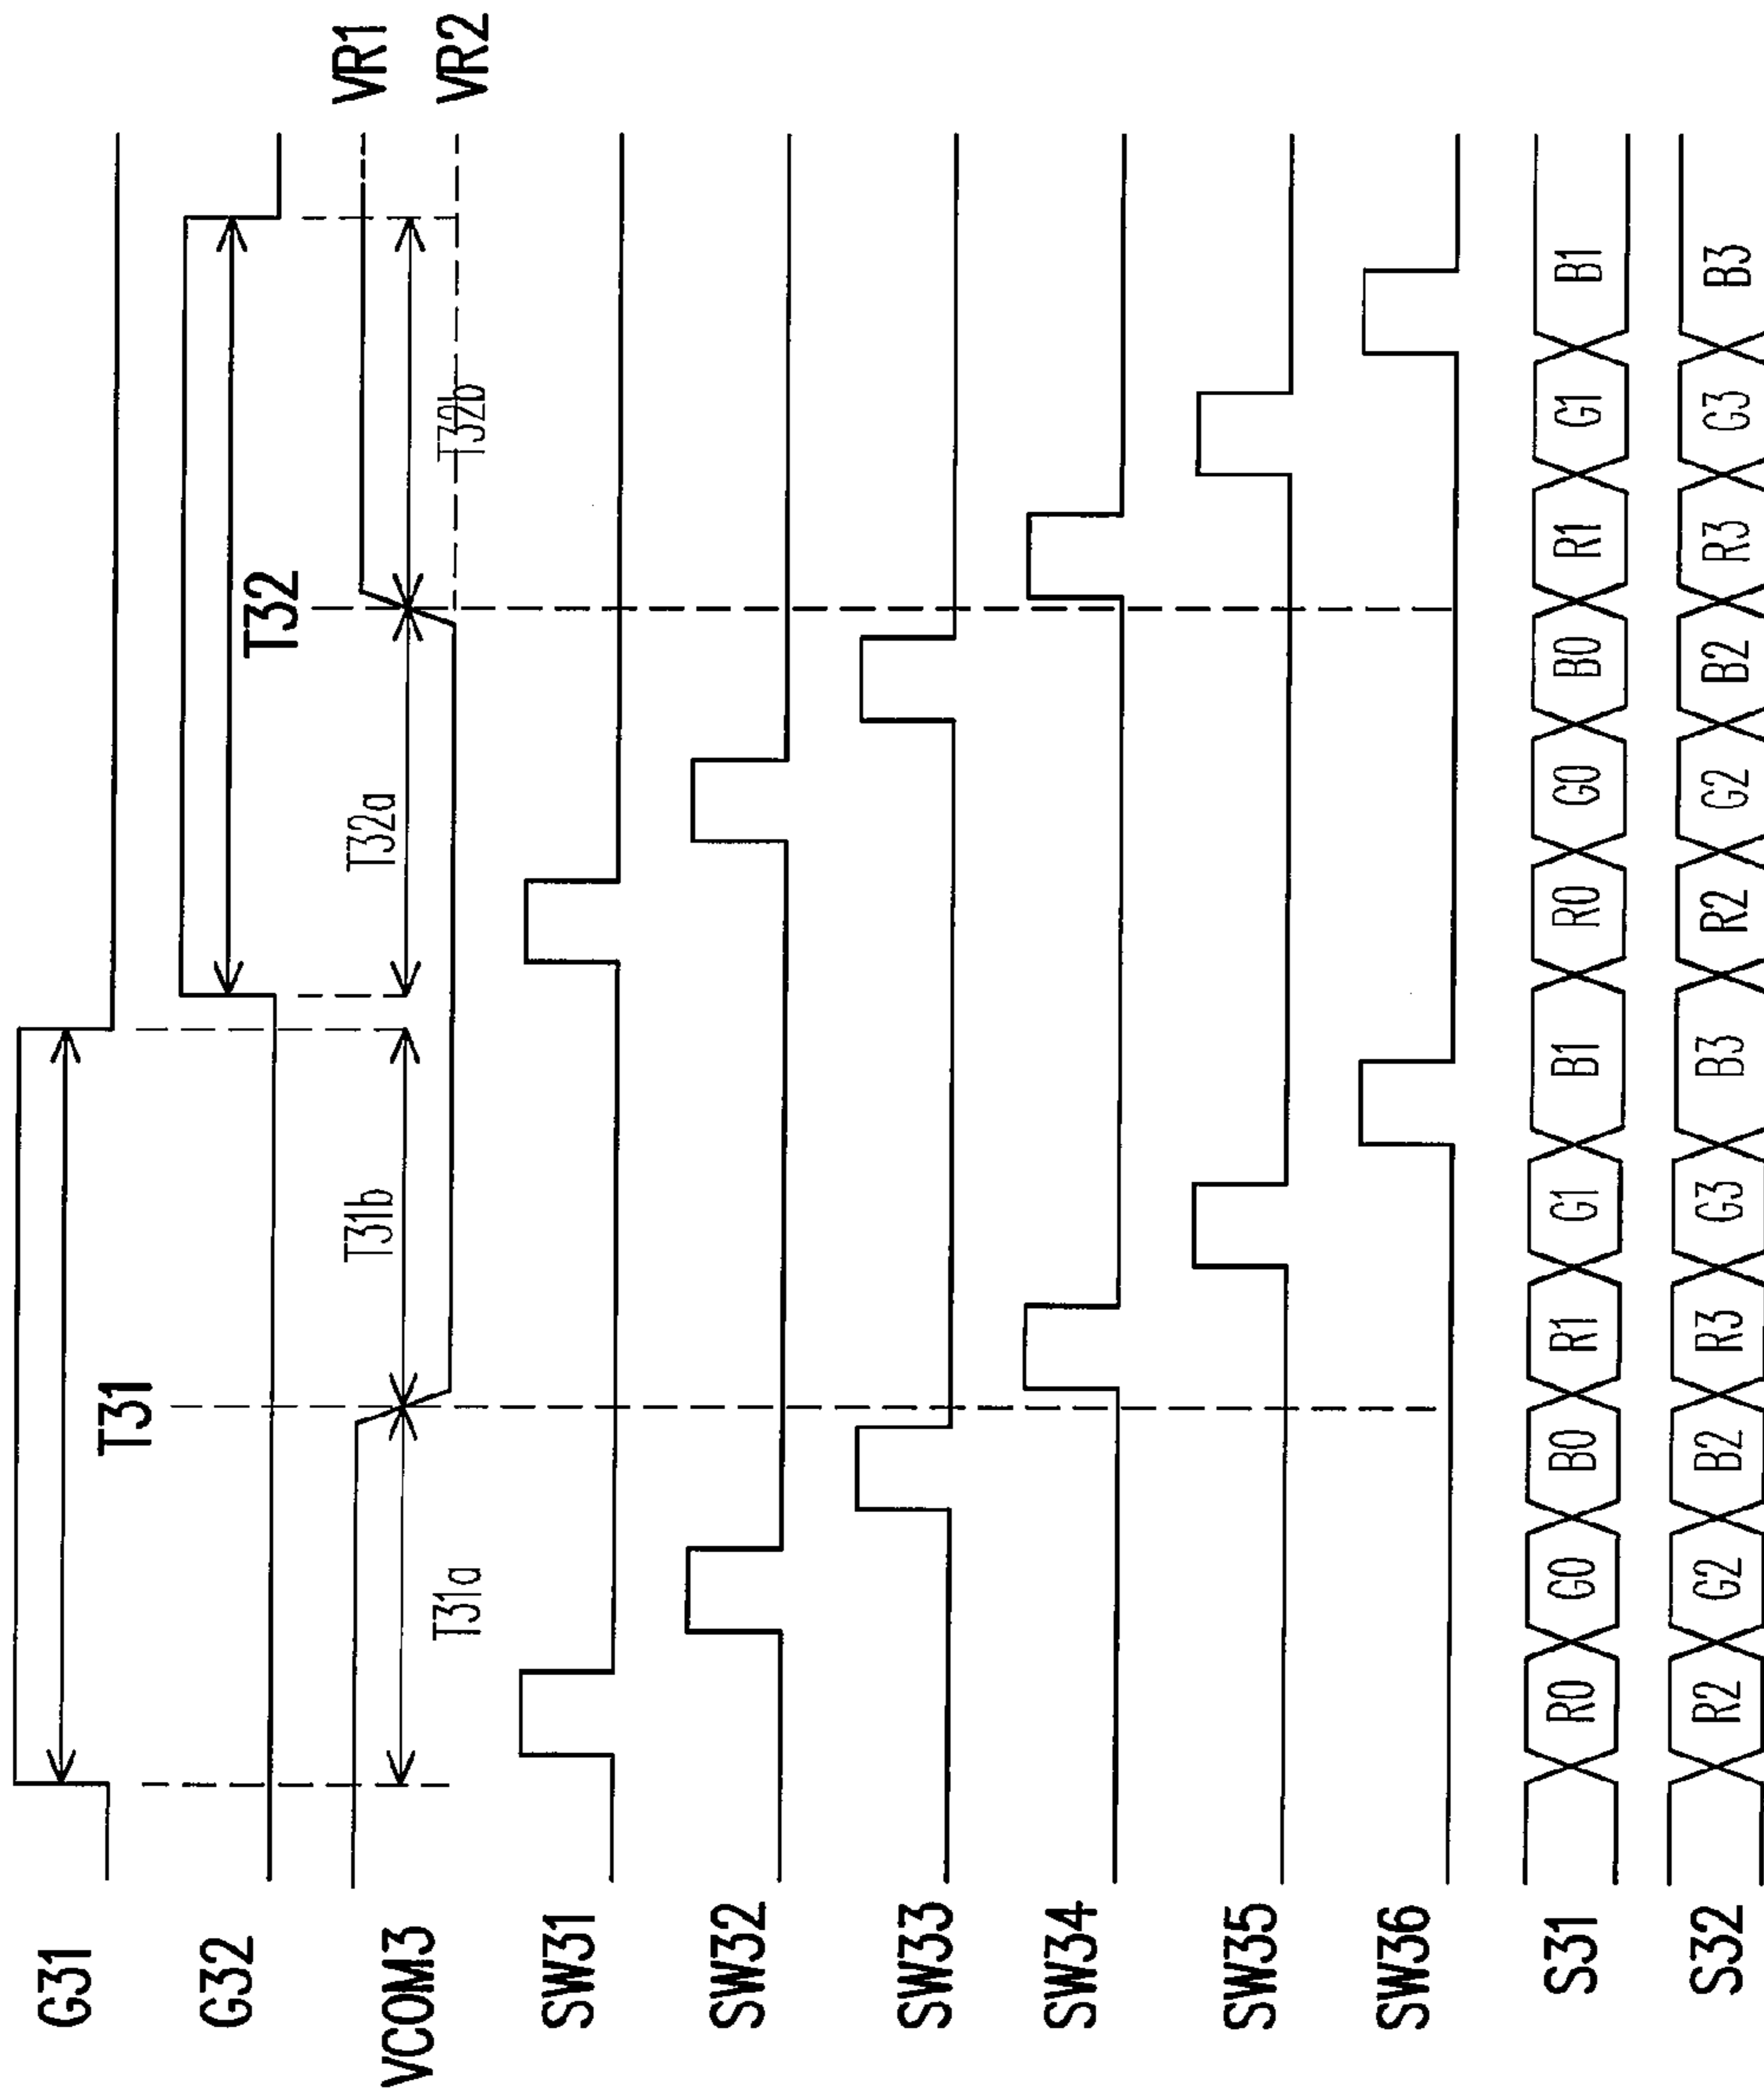 G31
T31
G32
T32
VCOM3
T31a
T31b
T32a
T32b
VR1
VR2
SW31
SW32
SW33
SW34
SW35
SW36
S31 R0 G0 B0 R1 G1 B1 R0 G0 B0 R1 G1 B1
S32 R2 G2 B2 R3 G3 B3 R2 G2 B2 R3 G3 B3